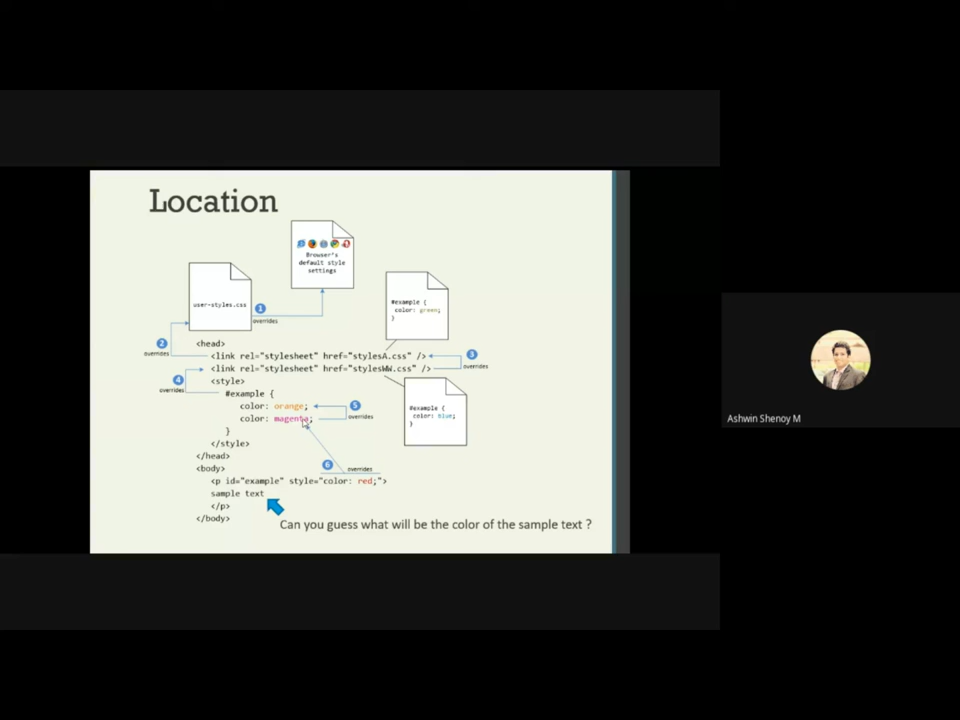 Location
Browser's
default style
settings
user-styles.css
1
overrides
#example {
color: green;
}
2
overrides
<head>
<link rel="stylesheet" href="stylesA.css" />
3
overrides
<link rel="stylesheet" href="stylesWW.css" />
4
overrides
<style>
#example {
color: orange;
5
overrides
color: magenta;
}
#example {
color: blue;
}
</style>
</head>
<body>
6
overrides
<p id="example" style="color: red;">
sample text
</p>
</body>
Can you guess what will be the color of the sample text ?
Ashwin Shenoy M